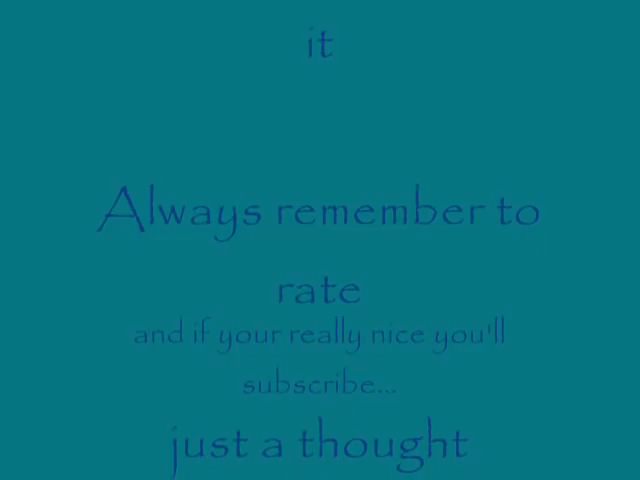 it
Always remember to
rate
and if your really nice you'll
subscribe...
just a thought